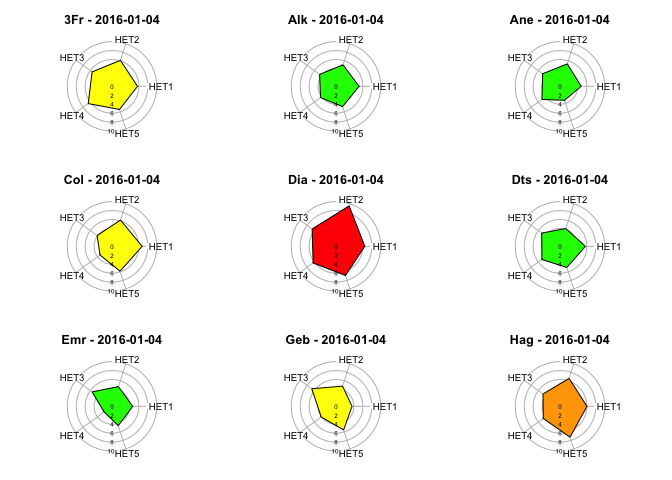 3Fr - 2016-01-04
HET2
HET3
HET1
0
2
4
6
8
10
HET4
HET5
Alk - 2016-01-04
HET2
HET3
HET1
0
2
4
6
8
10
HET4
HET5
Ane - 2016-01-04
HET2
HET3
HET1
0
2
4
6
8
10
HET4
HET5
Col - 2016-01-04
HET2
HET3
HET1
0
2
4
6
8
10
HET4
HET5
Dia - 2016-01-04
HET2
HET3
HET1
0
2
4
6
8
10
HET4
HET5
Dts - 2016-01-04
HET2
HET3
HET1
0
2
4
6
8
10
HET4
HET5
Emr - 2016-01-04
HET2
HET3
HET1
0
2
4
6
8
10
HET4
HET5
Geb - 2016-01-04
HET2
HET3
HET1
0
2
4
6
8
10
HET4
HET5
Hag - 2016-01-04
HET2
HET3
HET1
0
2
4
6
8
10
HET4
HET5